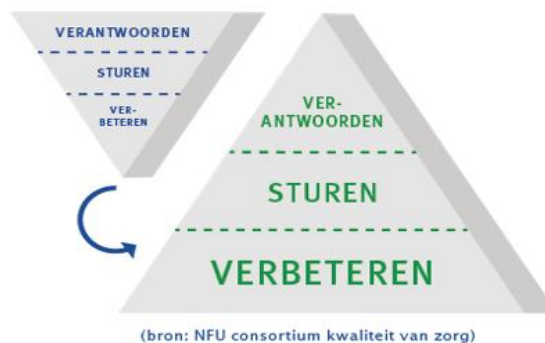 VERANTWOORDEN
STUREN
VER-
BETEREN
VER-
ANTWOORDEN
STUREN
VERBETEREN
(bron: NFU consortium kwaliteit van zorg)